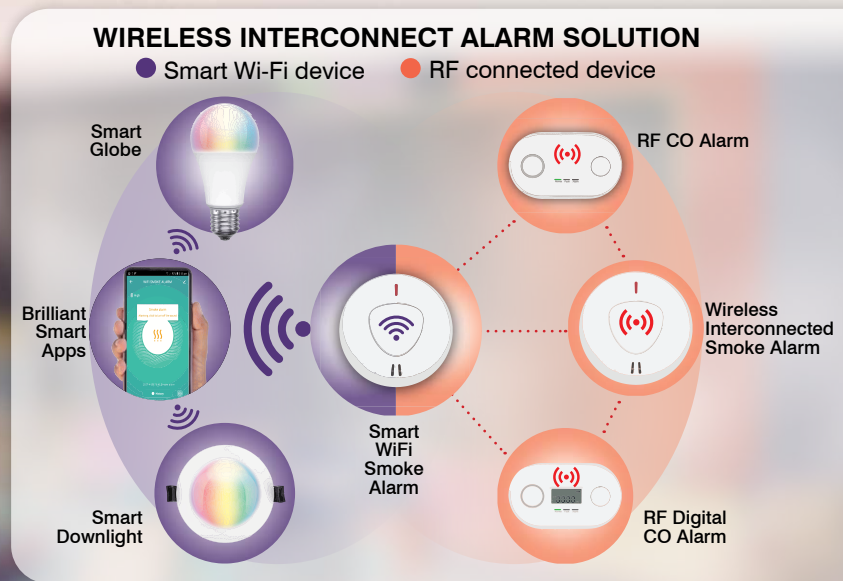 WIRELESS INTERCONNECT ALARM SOLUTION
Smart Wi-Fi device
RF connected device
Smart
Globe
RF CO Alarm
Brilliant
Smart
Apps
Wireless
Interconnected
Smoke Alarm
Smart
WiFi
Smoke
Alarm
Smart
Downlight
RF Digital
CO Alarm